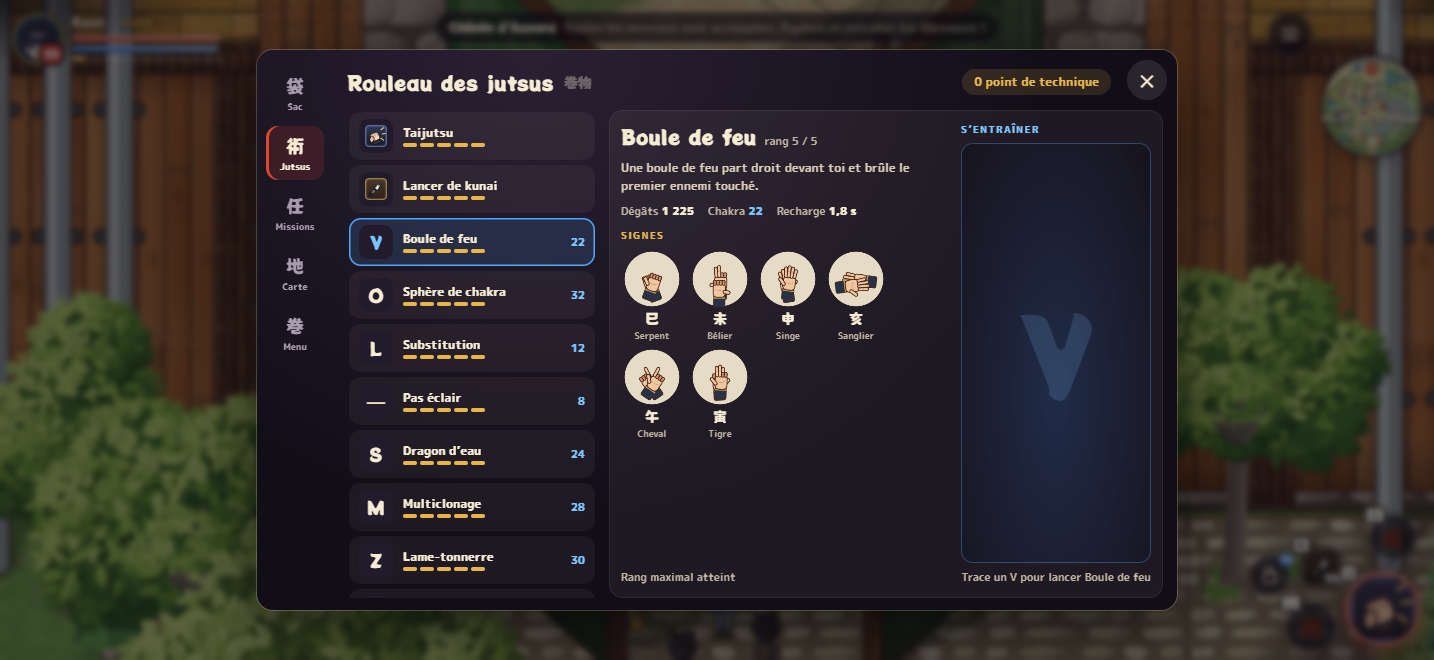 袋
Sac
術
Jutsus
任
Missions
地
Carte
巻
Menu
Rouleau des jutsus 巻物
0 point de technique
Taijutsu
Lancer de kunai
V Boule de feu 22
O Sphère de chakra 32
L Substitution 12
— Pas éclair 8
S Dragon d'eau 24
M Multiclonage 28
Z Lame-tonnerre 30
Boule de feu rang 5 / 5
Une boule de feu part droit devant toi et brûle le
premier ennemi touché.
Dégâts 1 225 Chakra 22 Recharge 1,8 s
SIGNES
巳 未 申 亥
Serpent Bélier Singe Sanglier
午 寅
Cheval Tigre
Rang maximal atteint
S'ENTRAÎNER
V
Trace un V pour lancer Boule de feu